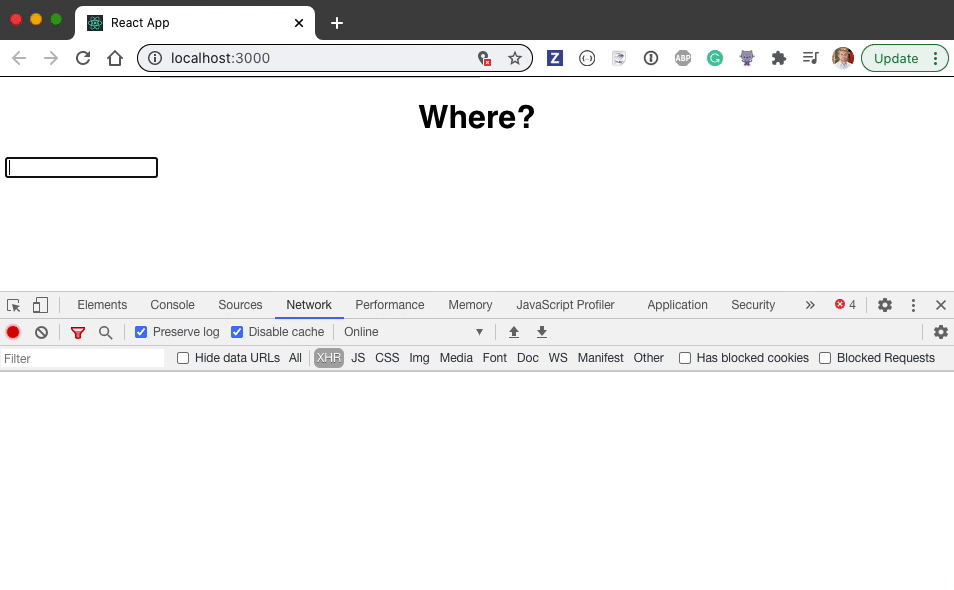 React App
localhost:3000
Z
ABP
G
Update
Where?
Elements Console Sources Network Performance Memory JavaScript Profiler Application Security » 4
Preserve log Disable cache Online
Filter Hide data URLs All XHR JS CSS Img Media Font Doc WS Manifest Other Has blocked cookies Blocked Requests